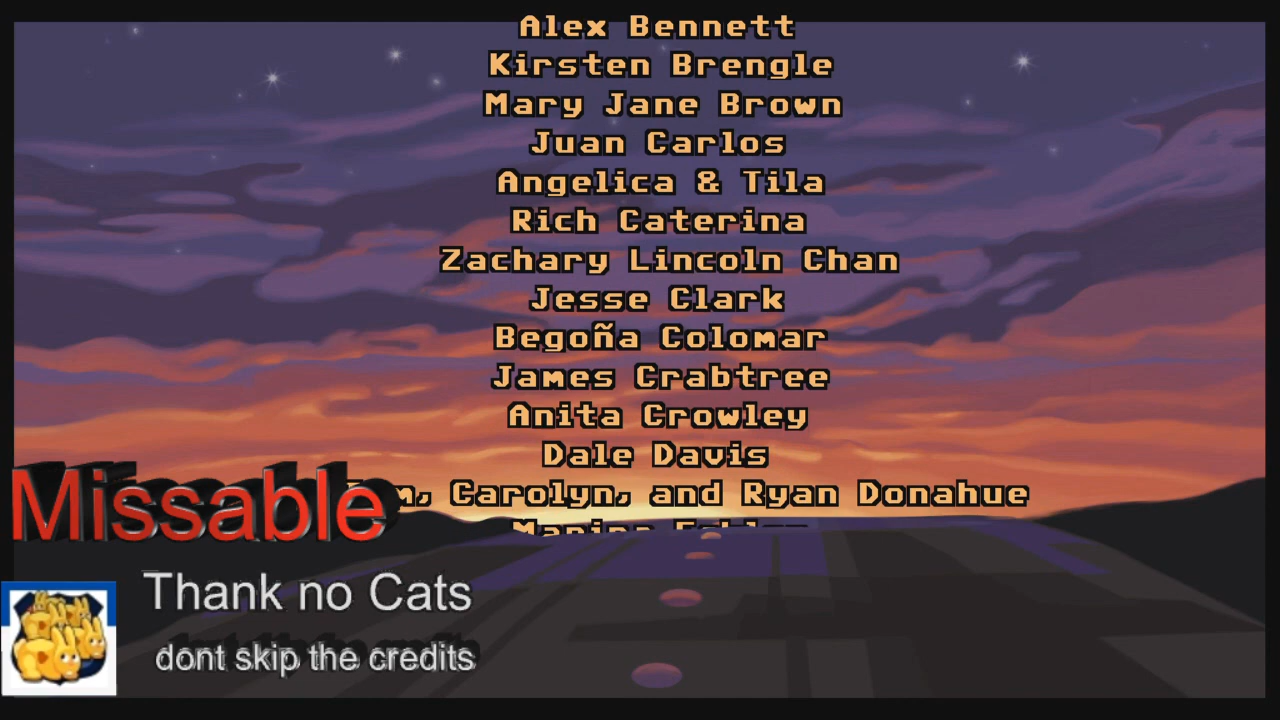 Alex Bennett
Kirsten Brengle
Mary Jane Brown
Juan Carlos
Angelica & Tila
Rich Caterina
Zachary Lincoln Chan
Jesse Clark
Begoña Colomar
James Crabtree
Anita Crowley
Dale Davis
Carolyn, and Ryan Donahue
Missable
Thank no Cats
dont skip the credits